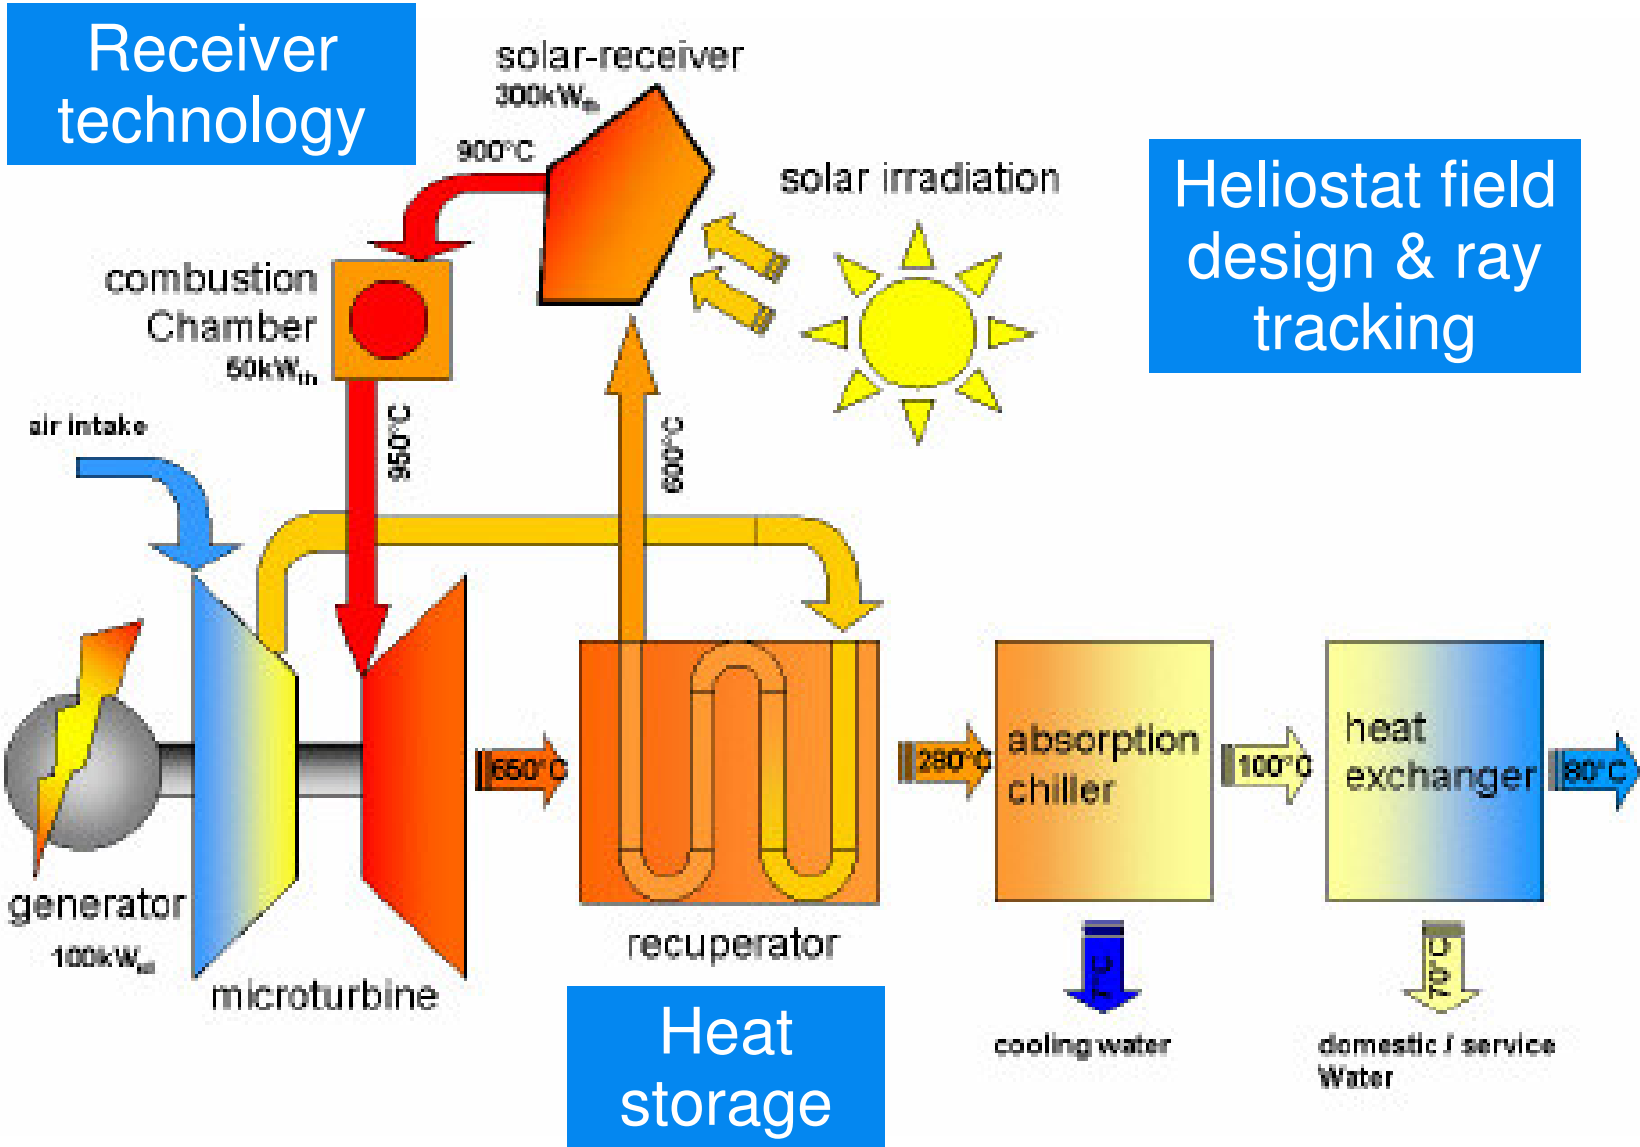 Receiver
technology
solar-receiver
300kWth
900°C
solar irradiation
Heliostat field
design & ray
tracking
combustion
Chamber
50kWth
air intake
950°C
600°C
650°C
280°C
absorption
chiller
100°C
heat
exchanger
80°C
generator
100kWel
microturbine
recuperator
7°C
70°C
cooling water
domestic / service
Water
Heat
storage